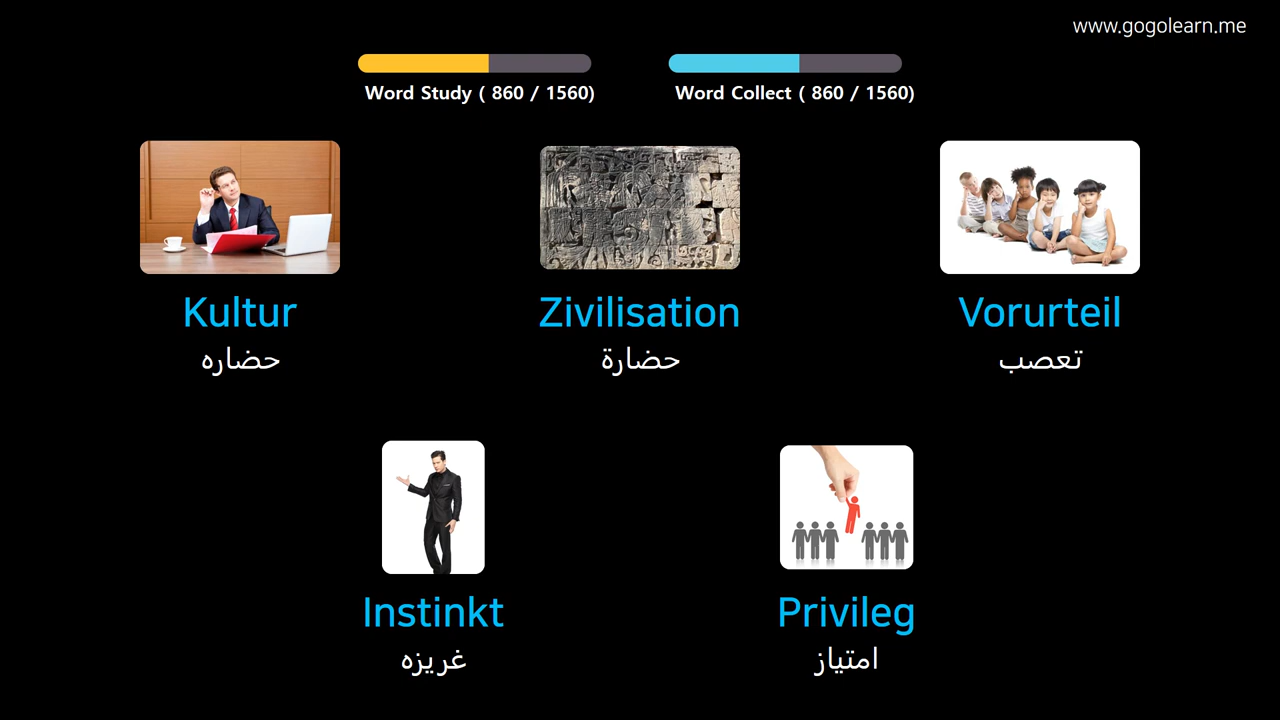 www.gogolearn.me
Word Study ( 860 / 1560)
Word Collect ( 860 / 1560)
Kultur
حضاره
Zivilisation
حضارة
Vorurteil
تعصب
Instinkt
غريزه
Privileg
امتياز